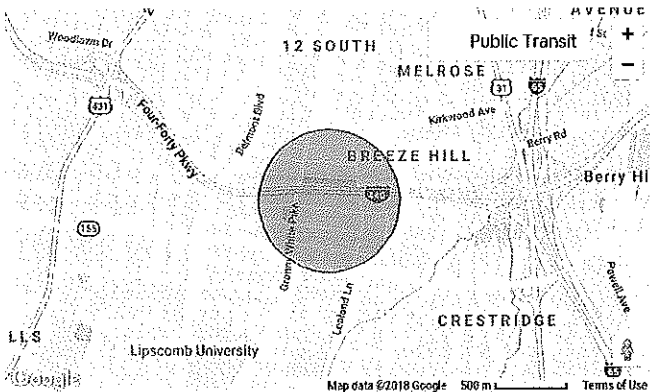 AVENUE
Woodlawn Dr
12 SOUTH
Public Transit
+
MELROSE
−
31
65
431
Four-Forty Pkwy
Belmont Blvd
Kirkwood Ave
Berry Rd
BREEZE HILL
440
Berry Hi
155
Granny White Pike
Lealand Ln
Powell Ave
CRESTRIDGE
LLS
Lipscomb University
65
Google
Map data ©2018 Google
500 m
Terms of Use